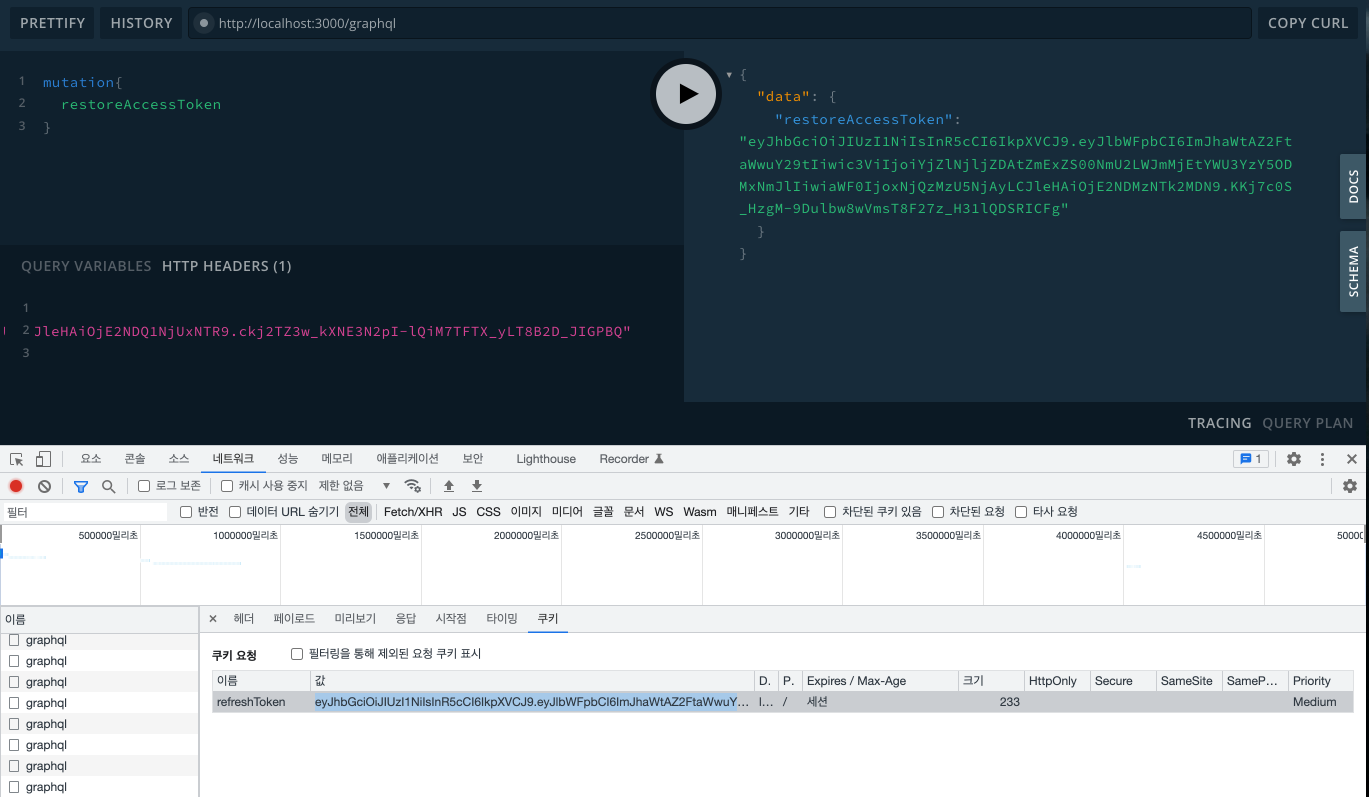 PRETTIFY HISTORY http://localhost:3000/graphql COPY CURL
1 mutation{
2 restoreAccessToken
3 }
{
"data": {
"restoreAccessToken":
"eyJhbGciOiJIUzI1NiIsInR5cCI6IkpXVCJ9.eyJlbWFpbCI6ImJhaWtAZ2Ft
aWwuY29tIiwic3ViIjoiYjZlNjljZDAtZmExZS00NmU2LWJmMjEtYWU3YzY5OD
MxNmJlIiwiaWF0IjoxNjQzMzU5NjAyLCJleHAiOjE2NDMzNTk2MDN9.KKj7c0S
_HzgM-9Dulbw8wVmsT8F27z_H31lQDSRICFg"
}
}
DOCS
SCHEMA
QUERY VARIABLES HTTP HEADERS (1)
1
2 JleHAiOjE2NDQ1NjUxNTR9.ckj2TZ3w_kXNE3N2pI-lQiM7TFTX_yLT8B2D_JIGPBQ"
3
TRACING QUERY PLAN
요소 콘솔 소스 네트워크 성능 메모리 애플리케이션 보안 Lighthouse Recorder 1
로그 보존 캐시 사용 중지 제한 없음
필터 반전 데이터 URL 숨기기 전체 Fetch/XHR JS CSS 이미지 미디어 글꼴 문서 WS Wasm 매니페스트 기타 차단된 쿠키 있음 차단된 요청 타사 요청
500000밀리초 1000000밀리초 1500000밀리초 2000000밀리초 2500000밀리초 3000000밀리초 3500000밀리초 4000000밀리초 4500000밀리초 50000
이름
graphql
graphql
graphql
graphql
graphql
graphql
graphql
graphql
헤더 페이로드 미리보기 응답 시작점 타이밍 쿠키
쿠키 요청 필터링을 통해 제외된 요청 쿠키 표시
이름 값 D. P. Expires / Max-Age 크기 HttpOnly Secure SameSite SameP... Priority
refreshToken eyJhbGciOiJIUzI1NiIsInR5cCI6IkpXVCJ9.eyJlbWFpbCI6ImJhaWtAZ2FtaWwuY... l... / 세션 233 Medium